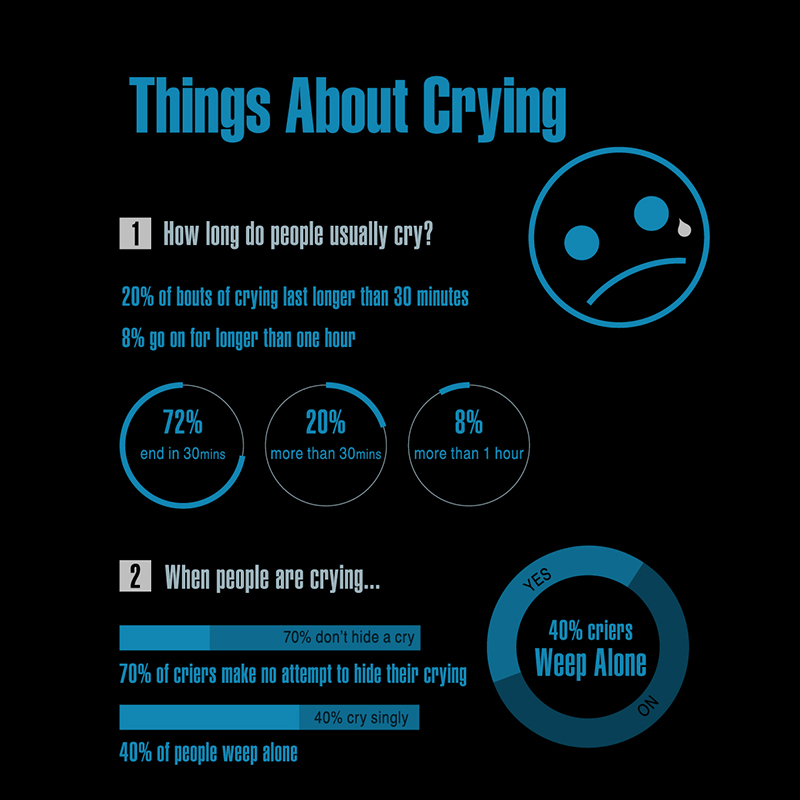 Things About Crying
1 How long do people usually cry?
20% of bouts of crying last longer than 30 minutes
8% go on for longer than one hour
72%
end in 30mins
20%
more than 30mins
8%
more than 1 hour
2 When people are crying...
70% don't hide a cry
70% of criers make no attempt to hide their crying
40% cry singly
40% of people weep alone
YES
40% criers
Weep Alone
NO